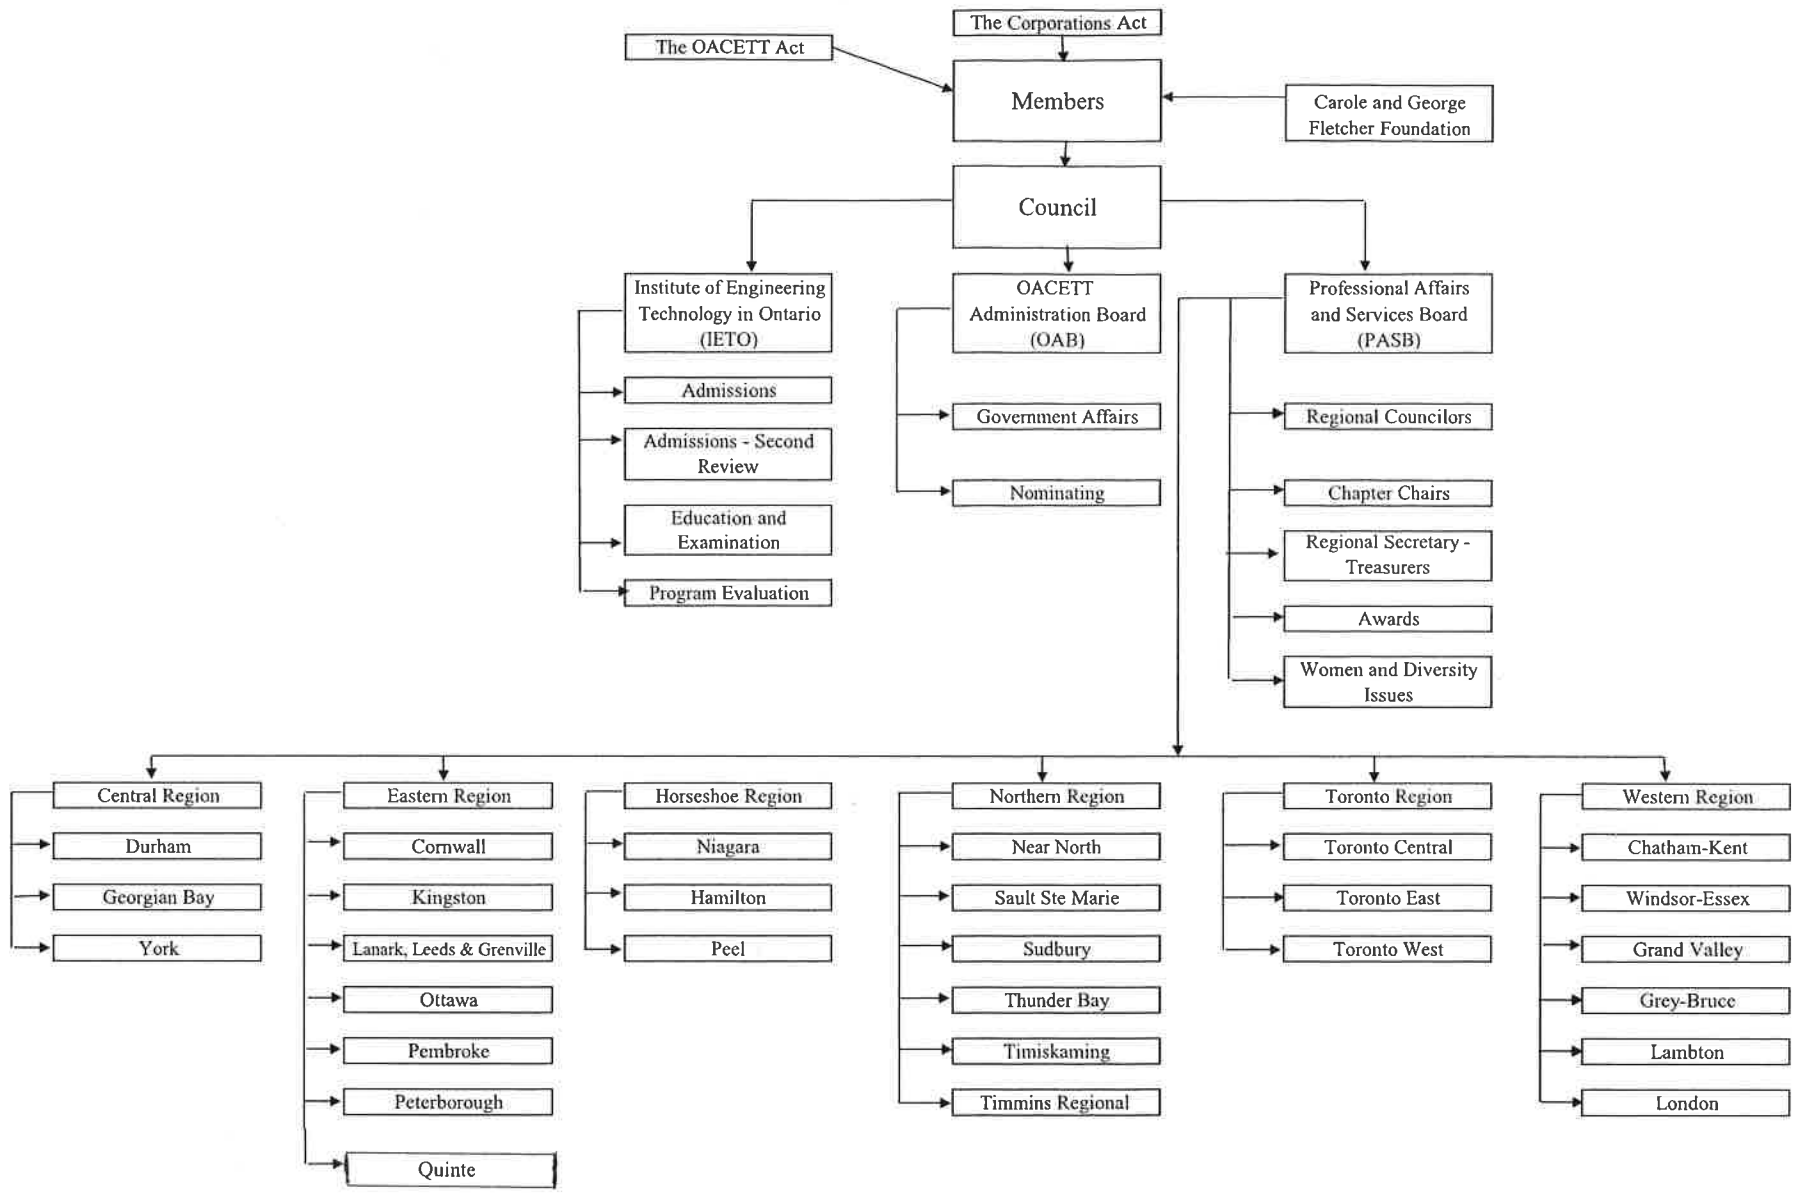 The Corporations Act
The OACETT Act
Members
Carole and George
Fletcher Foundation
Council
Institute of Engineering
Technology in Ontario
(IETO)
OACETT
Administration Board
(OAB)
Professional Affairs
and Services Board
(PASB)
Admissions
Admissions - Second
Review
Education and
Examination
Program Evaluation
Government Affairs
Nominating
Regional Councilors
Chapter Chairs
Regional Secretary -
Treasurers
Awards
Women and Diversity
Issues
Central Region
Durham
Georgian Bay
York
Eastern Region
Cornwall
Kingston
Lanark, Leeds & Grenville
Ottawa
Pembroke
Peterborough
Quinte
Horseshoe Region
Niagara
Hamilton
Peel
Northern Region
Near North
Sault Ste Marie
Sudbury
Thunder Bay
Timiskaming
Timmins Regional
Toronto Region
Toronto Central
Toronto East
Toronto West
Western Region
Chatham-Kent
Windsor-Essex
Grand Valley
Grey-Bruce
Lambton
London